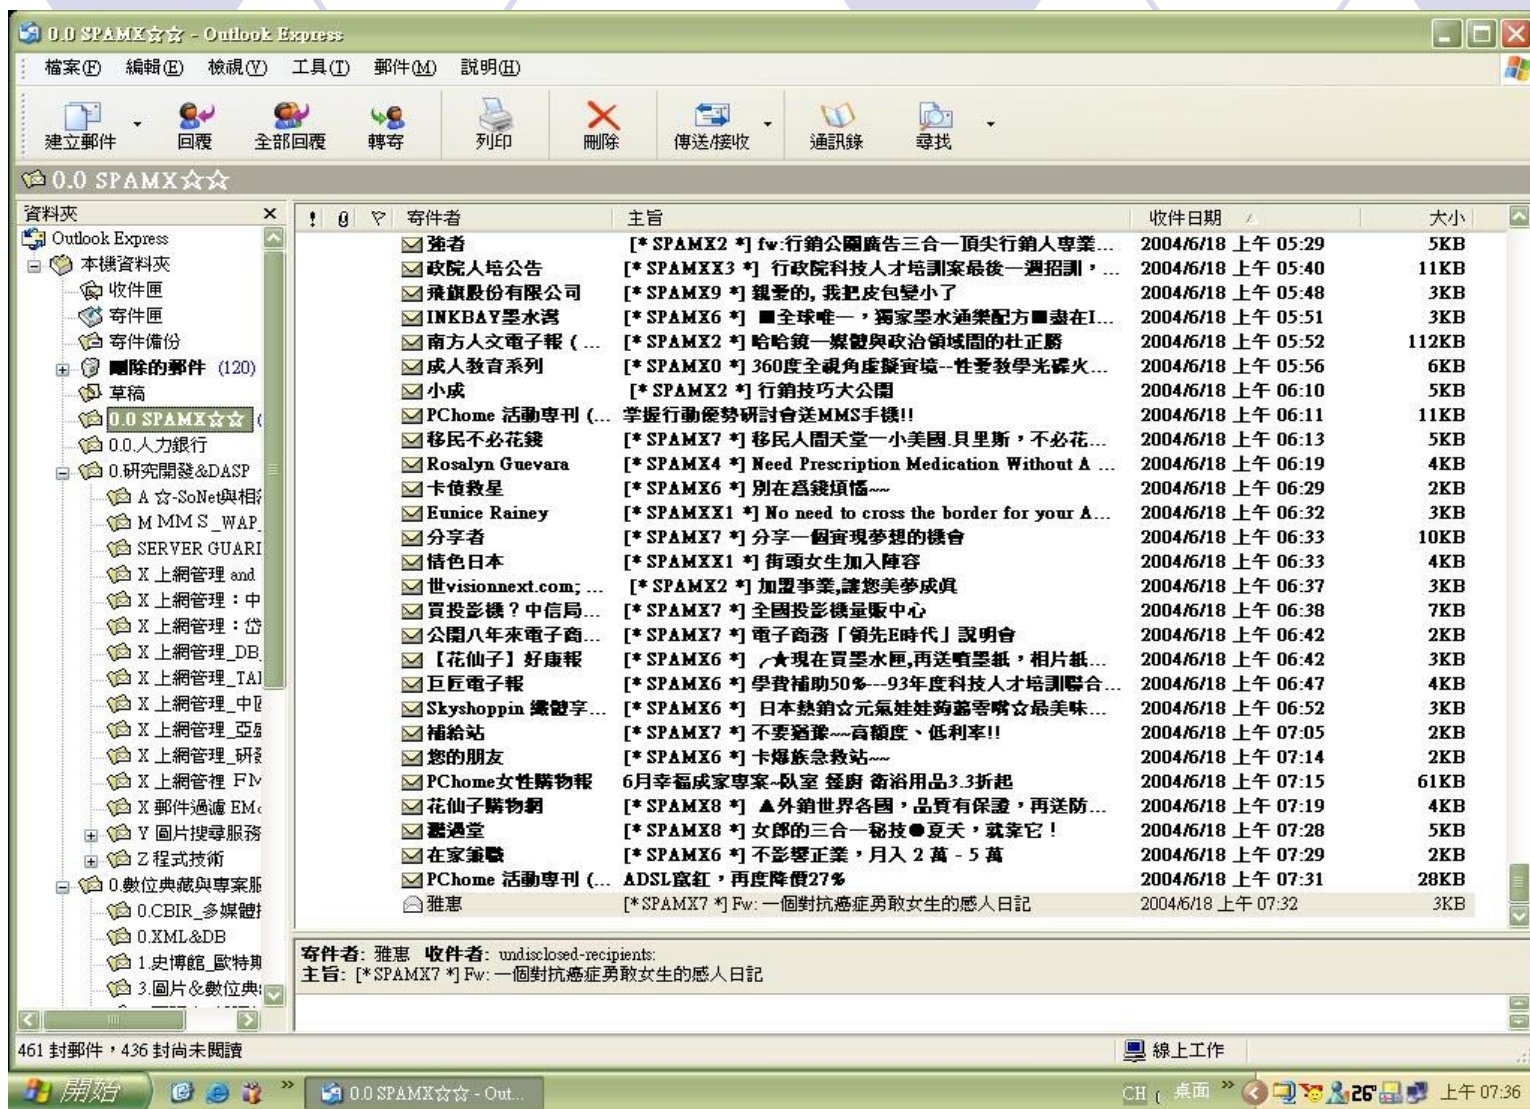 0.0 SPAMX☆☆ - Outlook Express
檔案(F) 編輯(E) 檢視(V) 工具(T) 郵件(M) 說明(H)
建立郵件 回覆 全部回覆 轉寄 列印 刪除 傳送/接收 通訊錄 尋找
0.0 SPAMX☆☆
資料夾
Outlook Express
本機資料夾
收件匣
寄件匣
寄件備份
刪除的郵件 (120)
草稿
0.0 SPAMX☆☆ (
0.0.人力銀行
0.研究開發&DASP
A ☆-SoNet與相
M MMS_WAP_
SERVER GUARI
X 上網管理 and
X 上網管理：中
X 上網管理：岱
X 上網管理_DB_
X 上網管理_TAI
X 上網管理_中
X 上網管理_亞
X 上網管理_研
X 上網管裡 FM
X 郵件過濾 EM
Y 圖片搜尋服務
Z 程式技術
0.數位典藏與專案服
0.CBIR_多媒體
0.XML&DB
1.史博館_歐特斯
3.圖片&數位典
! 寄件者 主旨 收件日期 大小
強者 [* SPAMX2 *] fw:行銷公關廣告三合一頂尖行銷人專業... 2004/6/18 上午 05:29 5KB
政院人培公告 [* SPAMXX3 *] 行政院科技人才培訓案最後一週招訓，... 2004/6/18 上午 05:40 11KB
飛旗股份有限公司 [* SPAMX9 *] 親愛的, 我把皮包變小了 2004/6/18 上午 05:48 3KB
INKBAY墨水灣 [* SPAMX6 *] ■全球唯一，獨家墨水通樂配方■盡在I... 2004/6/18 上午 05:51 3KB
南方人文電子報 (... [* SPAMX2 *] 哈哈鏡—媒體與政治領域間的杜正勝 2004/6/18 上午 05:52 112KB
成人教育系列 [* SPAMX0 *] 360度全視角虛擬實境--性愛教學光碟火... 2004/6/18 上午 05:56 6KB
小成 [* SPAMX2 *] 行銷技巧大公開 2004/6/18 上午 06:10 5KB
PChome 活動專刊 (... 掌握行動優勢研討會送MMS手機!! 2004/6/18 上午 06:11 11KB
移民不必花錢 [* SPAMX7 *] 移民人間天堂—小美國.貝里斯，不必花... 2004/6/18 上午 06:13 5KB
Rosalyn Guevara [* SPAMX4 *] Need Prescription Medication Without A ... 2004/6/18 上午 06:19 4KB
卡債救星 [* SPAMX6 *] 別在為錢煩惱~~ 2004/6/18 上午 06:29 2KB
Eunice Rainey [* SPAMXX1 *] No need to cross the border for your A... 2004/6/18 上午 06:32 3KB
分享者 [* SPAMX7 *] 分享一個實現夢想的機會 2004/6/18 上午 06:33 10KB
情色日本 [* SPAMXX1 *] 街頭女生加入陣容 2004/6/18 上午 06:33 4KB
世visionnext.com; ... [* SPAMX2 *] 加盟事業,讓您美夢成真 2004/6/18 上午 06:37 3KB
買投影機？中信局... [* SPAMX7 *] 全國投影機量販中心 2004/6/18 上午 06:38 7KB
公開八年來電子商... [* SPAMX7 *] 電子商務「領先E時代」說明會 2004/6/18 上午 06:42 2KB
【花仙子】好康報 [* SPAMX6 *] ╭★現在買墨水匣,再送噴墨紙，相片紙... 2004/6/18 上午 06:42 3KB
巨匠電子報 [* SPAMX6 *] 學費補助50%---93年度科技人才培訓聯合... 2004/6/18 上午 06:47 4KB
Skyshoppin 纖體享... [* SPAMX6 *] 日本熱銷☆元氣娃娃蒟蒻零嘴☆最美味... 2004/6/18 上午 06:52 3KB
補給站 [* SPAMX7 *] 不要猶豫~~高額度、低利率!! 2004/6/18 上午 07:05 2KB
您的朋友 [* SPAMX6 *] 卡爆族急救站~~ 2004/6/18 上午 07:14 2KB
PChome女性購物報 6月幸福成家專案~臥室 餐廚 衛浴用品3.3折起 2004/6/18 上午 07:15 61KB
花仙子購物網 [* SPAMX8 *] ▲外銷世界各國，品質有保證，再送防... 2004/6/18 上午 07:19 4KB
聽過堂 [* SPAMX8 *] 女郎的三合一秘技●夏天，就靠它！ 2004/6/18 上午 07:28 5KB
在家兼職 [* SPAMX6 *] 不影響正業，月入 2 萬 - 5 萬 2004/6/18 上午 07:29 2KB
PChome 活動專刊 (... ADSL竄紅，再度降價27% 2004/6/18 上午 07:31 28KB
雅惠 [* SPAMX7 *] Fw: 一個對抗癌症勇敢女生的感人日記 2004/6/18 上午 07:32 3KB
寄件者: 雅惠 收件者: undisclosed-recipients:
主旨: [* SPAMX7 *] Fw: 一個對抗癌症勇敢女生的感人日記
461 封郵件，436 封尚未閱讀 線上工作
開始 » 0.0 SPAMX☆☆ - Out... CH 桌面 » 26° 上午 07:36